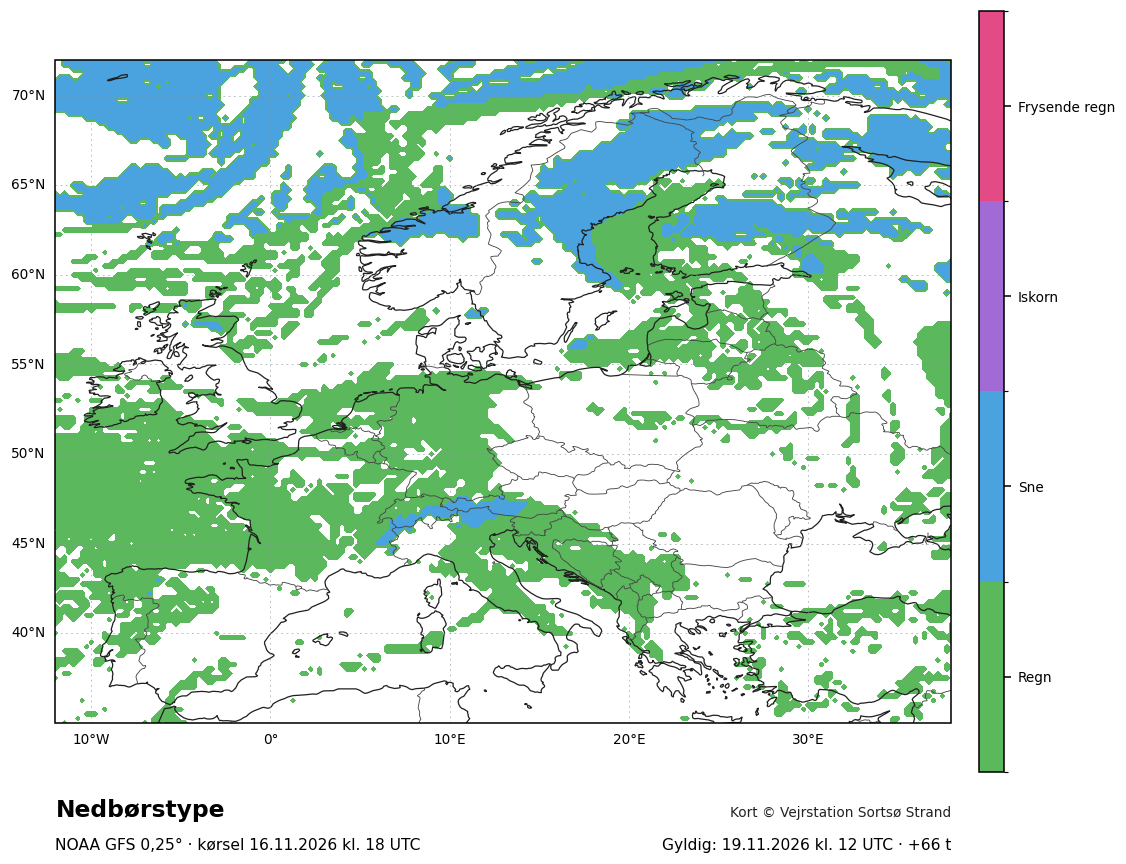 70°N
65°N
60°N
55°N
50°N
45°N
40°N
10°W
0°
10°E
20°E
30°E
Frysende regn
Iskorn
Sne
Regn
Nedbørstype
Kort © Vejrstation Sortsø Strand
NOAA GFS 0,25° · kørsel 16.11.2026 kl. 18 UTC
Gyldig: 19.11.2026 kl. 12 UTC · +66 t